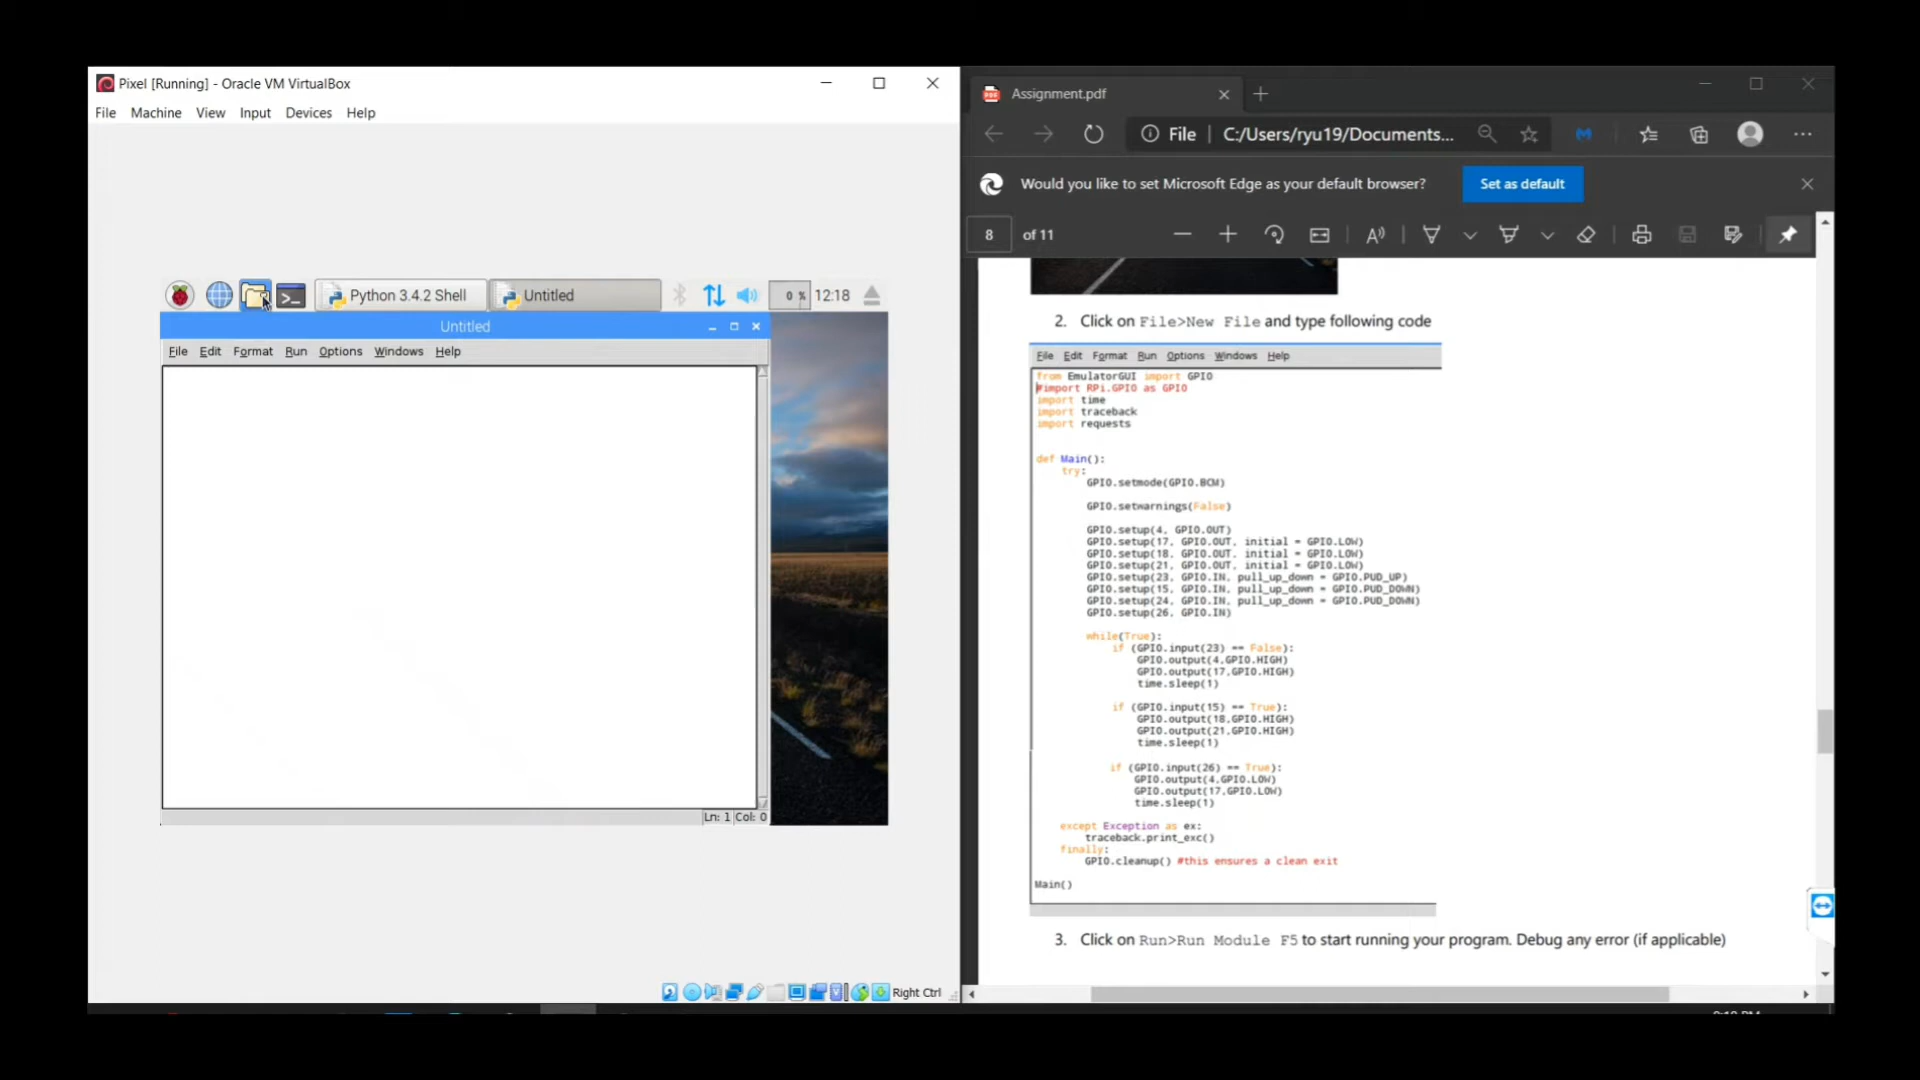 Pixel [Running] - Oracle VM VirtualBox
File Machine View Input Devices Help
Python 3.4.2 Shell
Untitled
0 %
12:18
Untitled
File Edit Format Run Options Windows Help
Ln: 1 Col: 0
Right Ctrl
Assignment.pdf
File | C:/Users/ryu19/Documents...
Would you like to set Microsoft Edge as your default browser?
Set as default
8 of 11
2. Click on File>New File and type following code
File Edit Format Run Options Windows Help
from EmulatorGUI import GPIO
#import RPi.GPIO as GPIO
import time
import traceback
import requests
def Main():
try:
GPIO.setmode(GPIO.BCM)
GPIO.setwarnings(False)
GPIO.setup(4, GPIO.OUT)
GPIO.setup(17, GPIO.OUT, initial = GPIO.LOW)
GPIO.setup(18, GPIO.OUT, initial = GPIO.LOW)
GPIO.setup(21, GPIO.OUT, initial = GPIO.LOW)
GPIO.setup(23, GPIO.IN, pull_up_down = GPIO.PUD_UP)
GPIO.setup(15, GPIO.IN, pull_up_down = GPIO.PUD_DOWN)
GPIO.setup(24, GPIO.IN, pull_up_down = GPIO.PUD_DOWN)
GPIO.setup(26, GPIO.IN)
while(True):
if (GPIO.input(23) == False):
GPIO.output(4,GPIO.HIGH)
GPIO.output(17,GPIO.HIGH)
time.sleep(1)
if (GPIO.input(15) == True):
GPIO.output(18,GPIO.HIGH)
GPIO.output(21,GPIO.HIGH)
time.sleep(1)
if (GPIO.input(26) == True):
GPIO.output(4,GPIO.LOW)
GPIO.output(17,GPIO.LOW)
time.sleep(1)
except Exception as ex:
traceback.print_exc()
finally:
GPIO.cleanup() #this ensures a clean exit
Main()
3. Click on Run>Run Module F5 to start running your program. Debug any error (if applicable)